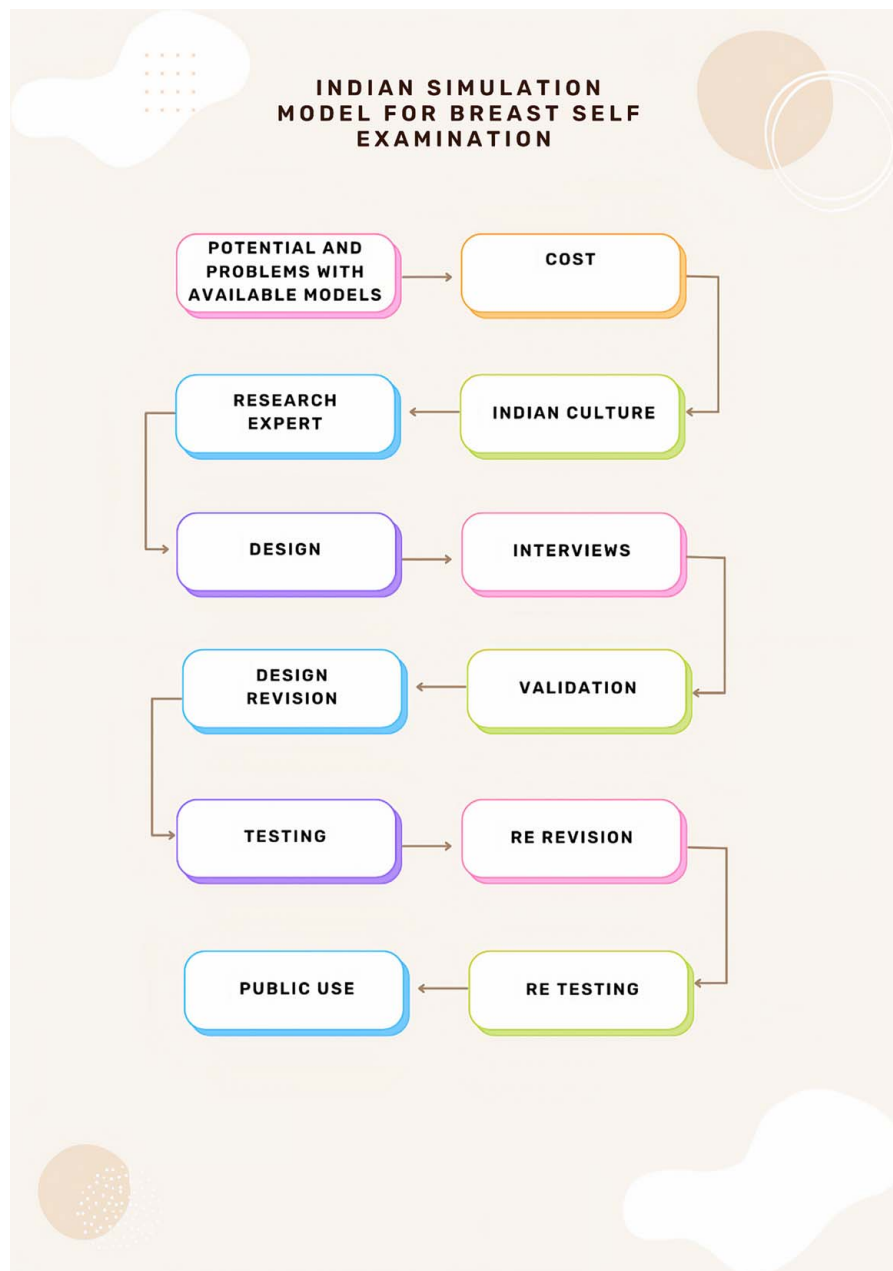 INDIAN SIMULATION
MODEL FOR BREAST SELF
EXAMINATION
POTENTIAL AND
PROBLEMS WITH
AVAILABLE MODELS
COST
INDIAN CULTURE
RESEARCH
EXPERT
DESIGN
INTERVIEWS
VALIDATION
DESIGN
REVISION
TESTING
RE REVISION
RE TESTING
PUBLIC USE